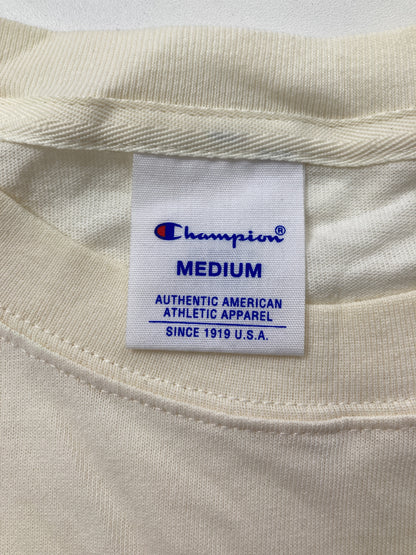 Champion®
MEDIUM
AUTHENTIC AMERICAN
ATHLETIC APPAREL
SINCE 1919 U.S.A.